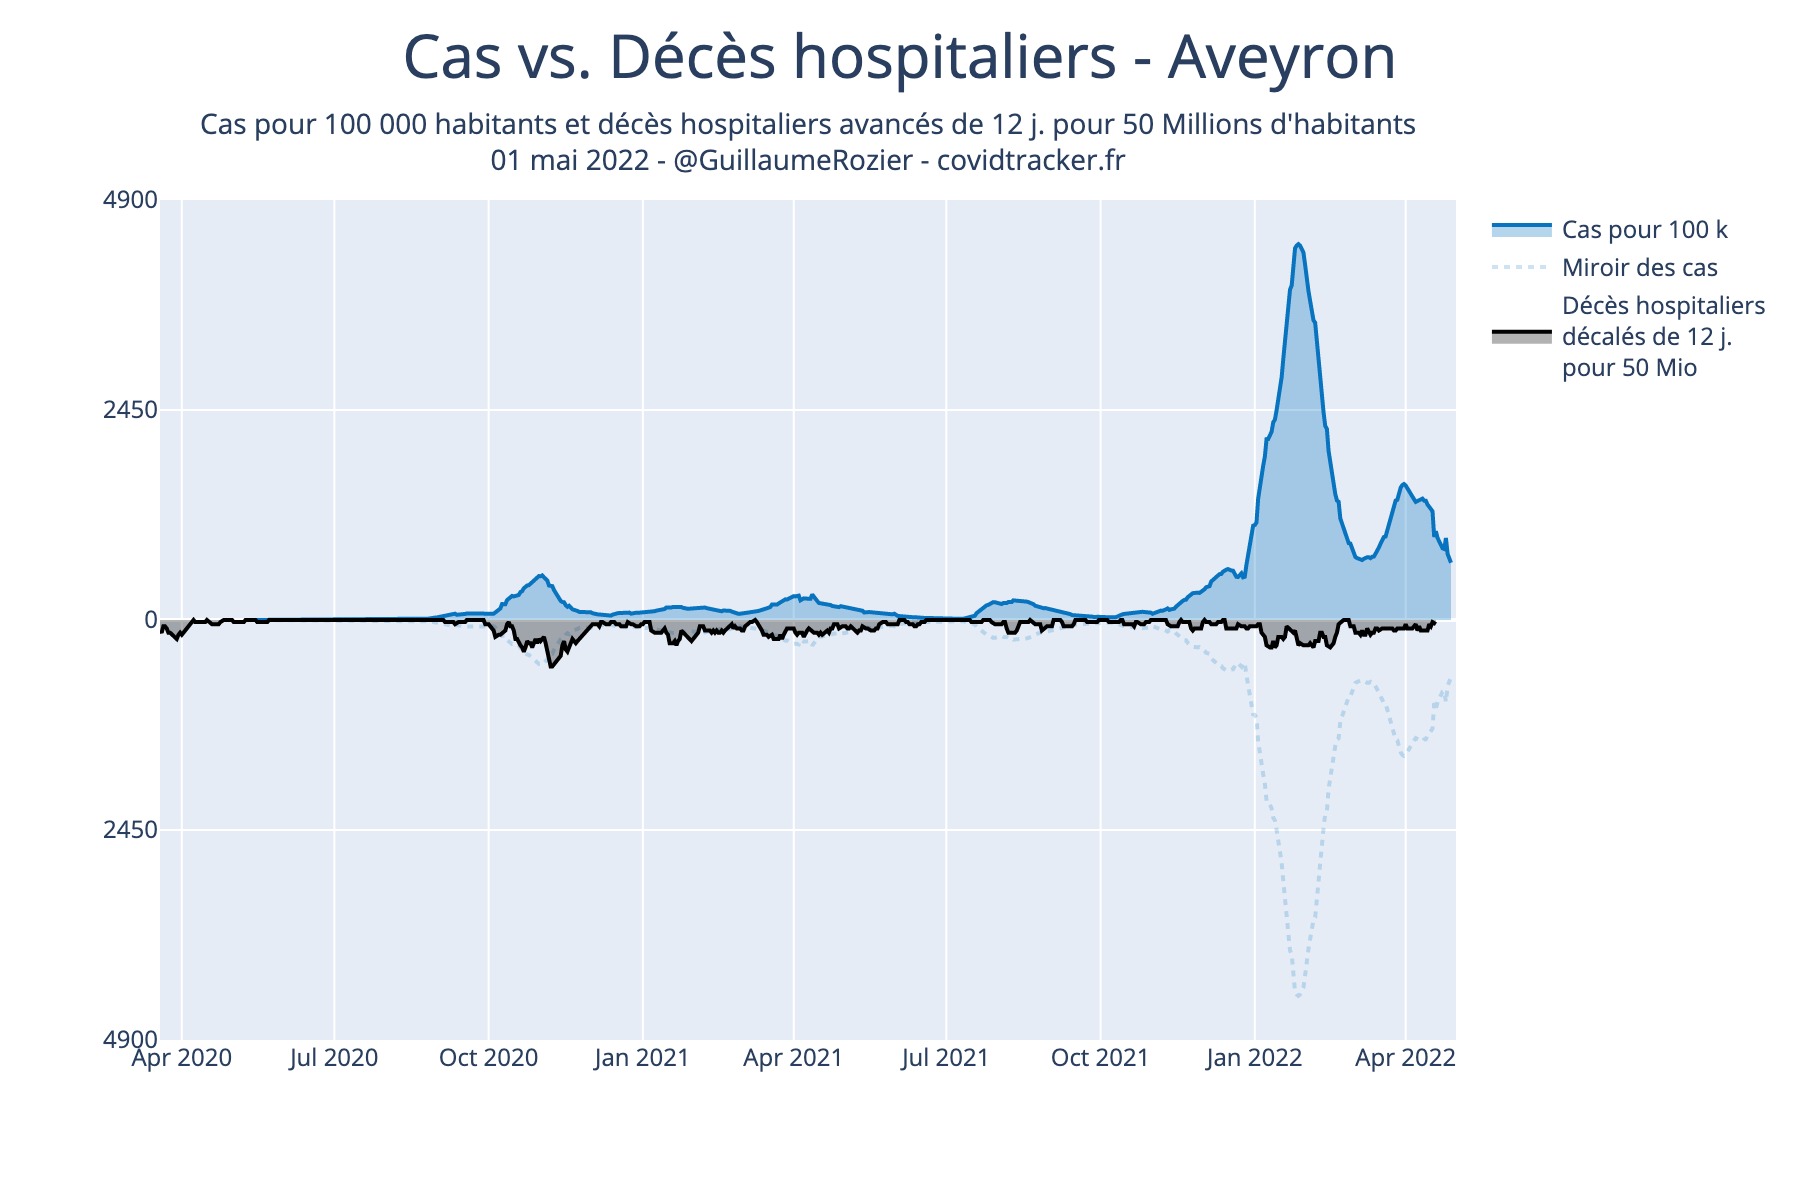 Cas vs. Décès hospitaliers - Aveyron
Cas pour 100 000 habitants et décès hospitaliers avancés de 12 j. pour 50 Millions d'habitants
01 mai 2022 - @GuillaumeRozier - covidtracker.fr
4900
2450
0
2450
4900
Apr 2020
Jul 2020
Oct 2020
Jan 2021
Apr 2021
Jul 2021
Oct 2021
Jan 2022
Apr 2022
Cas pour 100 k
Miroir des cas
Décès hospitaliers
décalés de 12 j.
pour 50 Mio